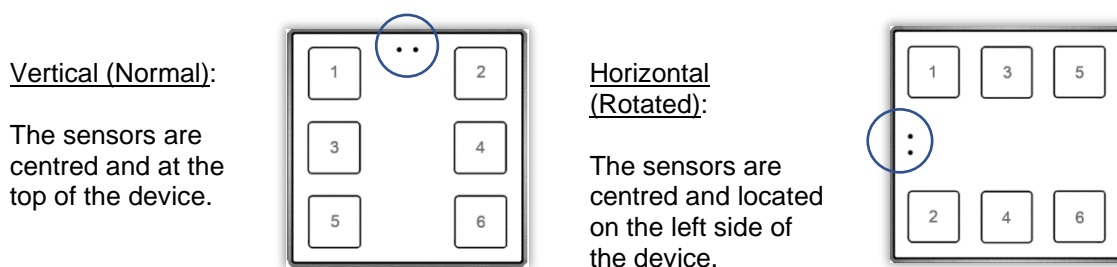 Vertical (Normal):
The sensors are
centred and at the
top of the device.
1 2
3 4
5 6
Horizontal
(Rotated):
The sensors are
centred and located
on the left side of
the device.
1 3 5
2 4 6